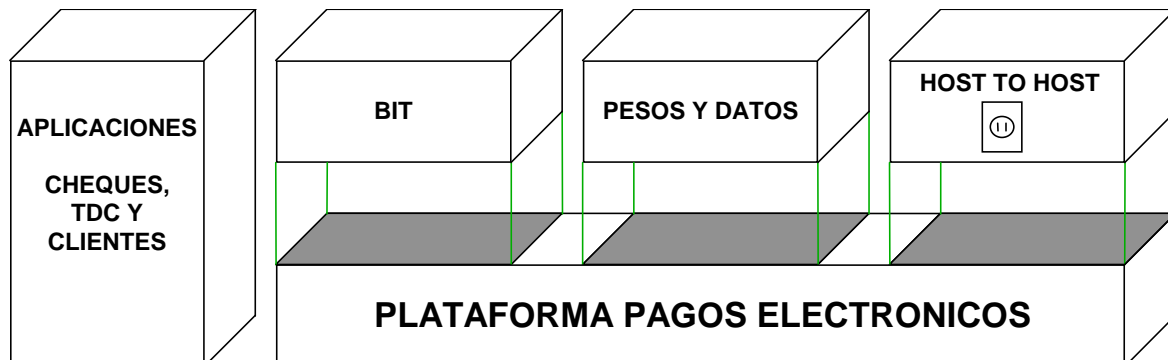 APLICACIONES
CHEQUES,
TDC Y
CLIENTES
BIT
PESOS Y DATOS
HOST TO HOST
PLATAFORMA PAGOS ELECTRONICOS